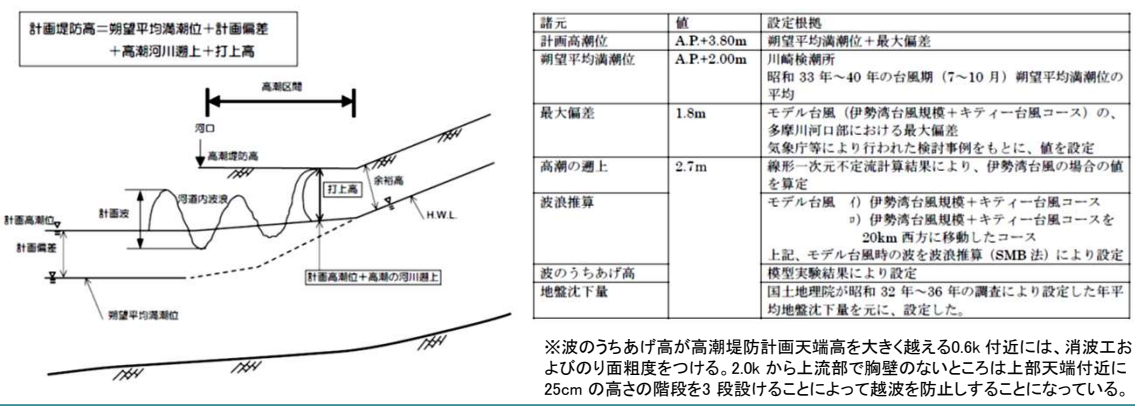 計画堤防高＝朔望平均満潮位＋計画偏差
＋高潮河川遡上＋打上高
高潮区間
河口
高潮堤防高
河道内波浪
計画波
打上高
余裕高
H.W.L.
計画高潮位
計画偏差
計画高潮位＋高潮の河川遡上
朔望平均満潮位
諸元 値 設定根拠
計画高潮位 A.P.+3.80m 朔望平均満潮位＋最大偏差
朔望平均満潮位 A.P.+2.00m 川崎検潮所
昭和 33 年～40 年の台風期（7～10 月）朔望平均満潮位の
平均
最大偏差 1.8m モデル台風（伊勢湾台風規模＋キティー台風コース）の、
多摩川河口部における最大偏差
気象庁等により行われた検討事例をもとに、値を設定
高潮の遡上 2.7m 線形一次元不定流計算結果により、伊勢湾台風の場合の値
を算定
波浪推算 モデル台風 ｲ) 伊勢湾台風規模＋キティー台風コース
ﾛ) 伊勢湾台風規模＋キティー台風コースを
20km 西方に移動したコース
上記、モデル台風時の波を波浪推算（SMB 法）により設定
波のうちあげ高 模型実験結果により設定
地盤沈下量 国土地理院が昭和 32 年～36 年の調査により設定した年平
均地盤沈下量を元に、設定した。
※波のうちあげ高が高潮堤防計画天端高を大きく越える0.6k 付近には、消波工お
よびのり面粗度をつける。2.0k から上流部で胸壁のないところは上部天端付近に
25cm の高さの階段を3 段設けることによって越波を防止しすることになっている。